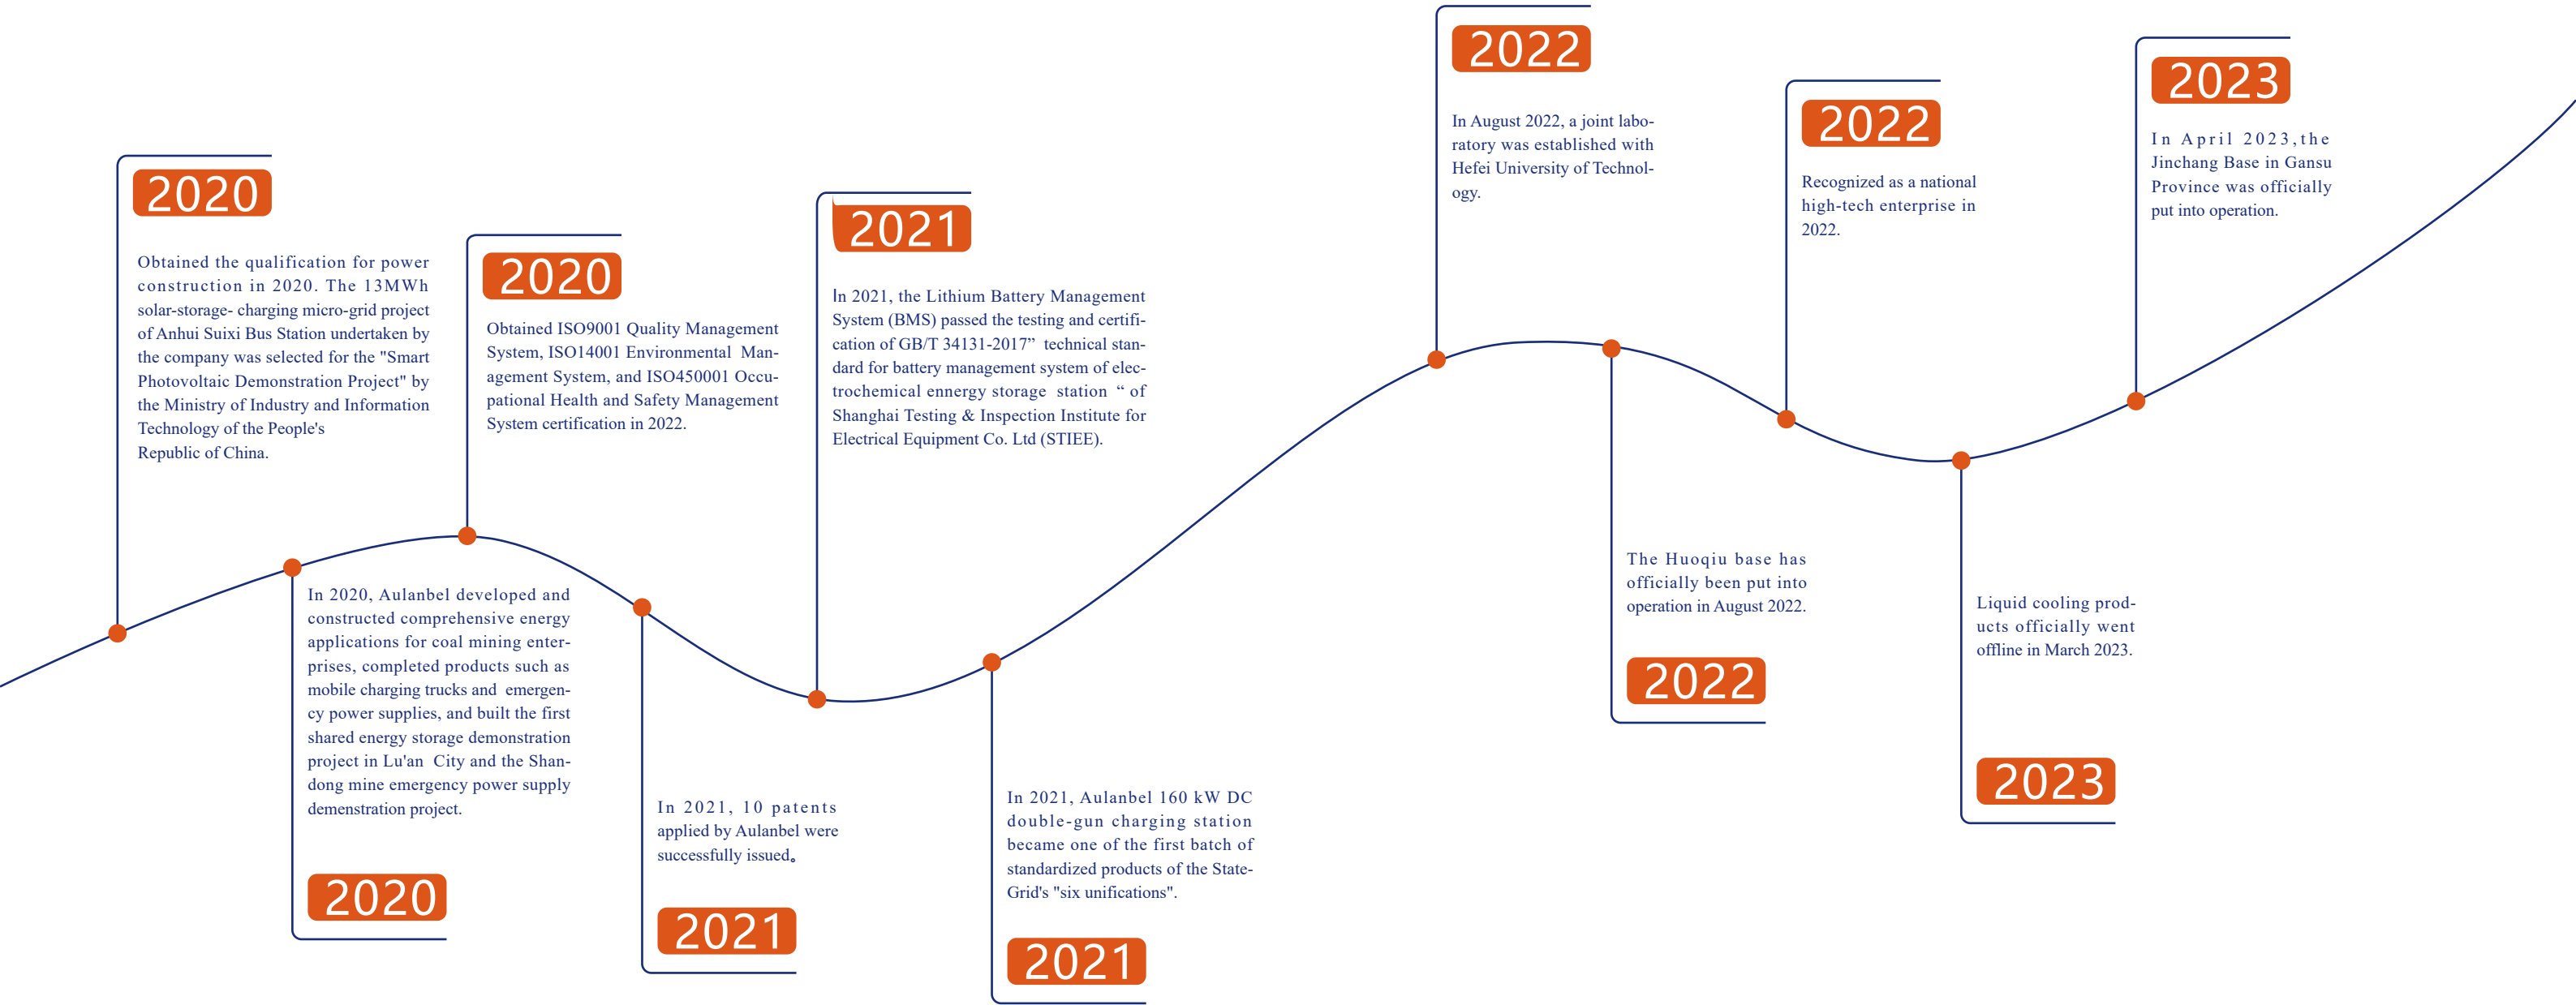 2020
Obtained the qualification for power
construction in 2020. The 13MWh
solar-storage- charging micro-grid project
of Anhui Suixi Bus Station undertaken by
the company was selected for the "Smart
Photovoltaic Demonstration Project" by
the Ministry of Industry and Information
Technology of the People's
Republic of China.
In 2020, Aulanbel developed and
constructed comprehensive energy
applications for coal mining enter-
prises, completed products such as
mobile charging trucks and  emergen-
cy power supplies, and built the first
shared energy storage demonstration
project in Lu'an  City and the Shan-
dong mine emergency power supply
demenstration project.
2020
2020
Obtained ISO9001 Quality Management
System, ISO14001 Environmental  Man-
agement System, and ISO450001 Occu-
pational Health and Safety Management
System certification in 2022.
In 2021, 10 patents
applied by Aulanbel were
successfully issued。
2021
2021
In 2021, the Lithium Battery Management
System (BMS) passed the testing and certifi-
cation of GB/T 34131-2017”  technical stan-
dard for battery management system of elec-
trochemical ennergy storage  station  “ of
Shanghai Testing & Inspection Institute for
Electrical Equipment Co. Ltd (STIEE).
In 2021, Aulanbel 160 kW DC
double-gun charging station
became one of the first batch of
standardized products of the State-
Grid's "six unifications".
2021
2022
In August 2022, a joint labo-
ratory was established with
Hefei University of Technol-
ogy.
The Huoqiu base has
officially been put into
operation in August 2022.
2022
2022
Recognized as a national
high-tech enterprise in
2022.
Liquid cooling prod-
ucts officially went
offline in March 2023.
2023
2023
In April 2023,the
Jinchang Base in Gansu
Province was officially
put into operation.